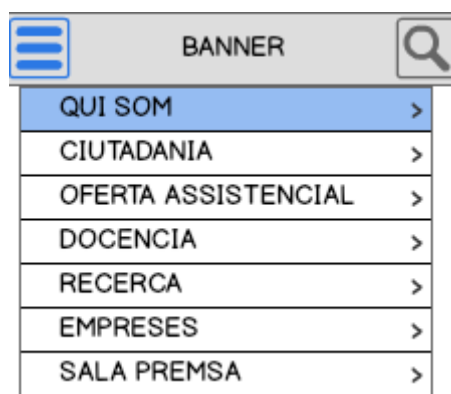 BANNER
QUI SOM >
CIUTADANIA >
OFERTA ASSISTENCIAL >
DOCENCIA >
RECERCA >
EMPRESES >
SALA PREMSA >